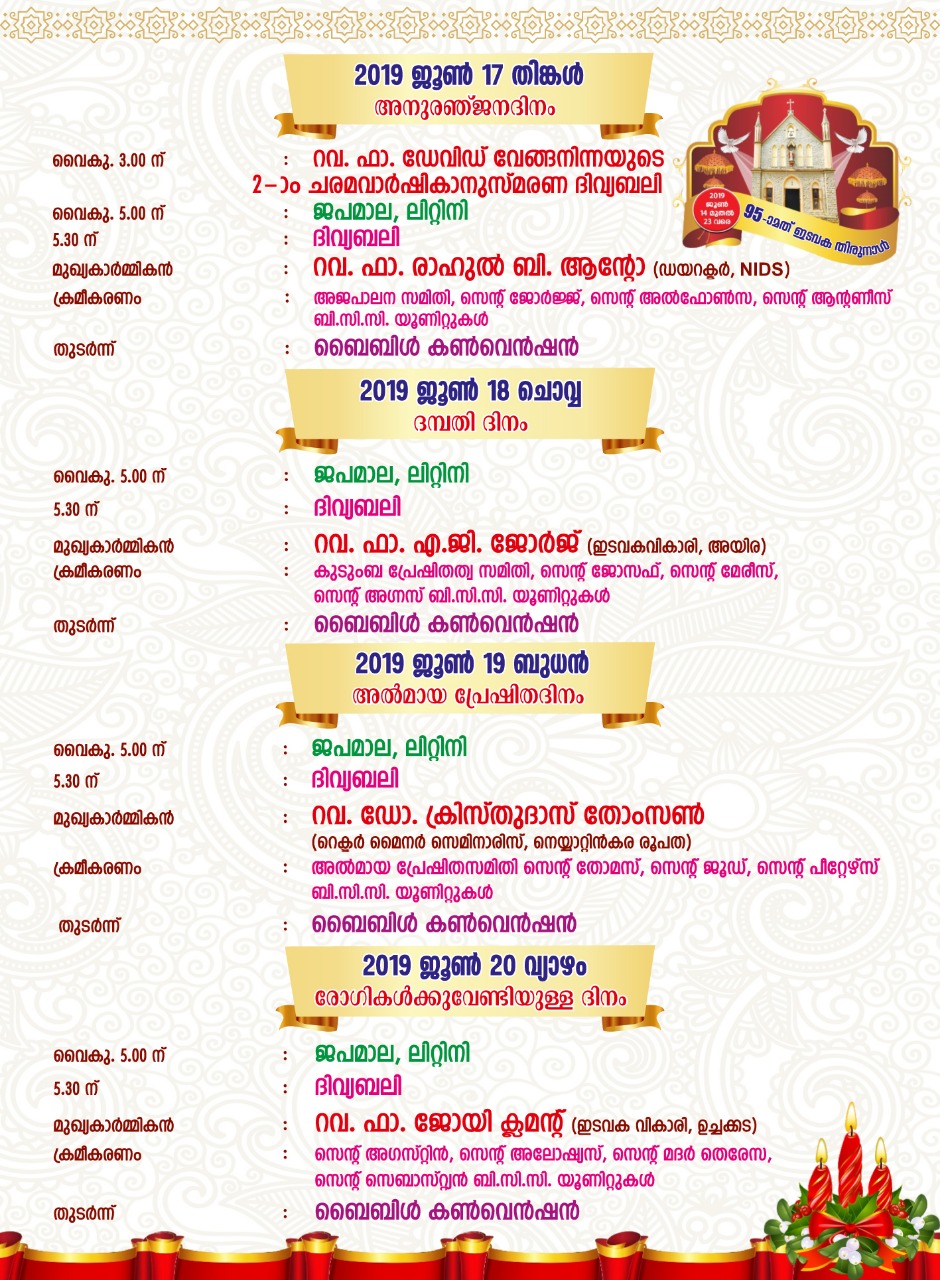 2019 ജൂൺ 17 തിങ്കൾ
അനുരഞ്ജനദിനം
2019
ജൂൺ
14 മുതൽ
23 വരെ
95-ാമത് ഇടവക തിരുനാൾ
വൈകു. 3.00 ന് : റവ. ഫാ. ഡേവിഡ് വേങ്ങനിന്നയുടെ
2-ാം ചരമവാർഷികാനുസ്മരണ ദിവ്യബലി
വൈകു. 5.00 ന് : ജപമാല, ലിറ്റിനി
5.30 ന് : ദിവ്യബലി
മുഖ്യകാർമ്മികൻ : റവ. ഫാ. രാഹുൽ ബി. ആന്റോ (ഡയറക്ടർ, NIDS)
ക്രമീകരണം : അജപാലന സമിതി, സെന്റ് ജോർജ്ജ്, സെന്റ് അൽഫോൺസ, സെന്റ് ആന്റണീസ്
ബി.സി.സി. യൂണിറ്റുകൾ
തുടർന്ന് : ബൈബിൾ കൺവെൻഷൻ
2019 ജൂൺ 18 ചൊവ്വ
ദമ്പതി ദിനം
വൈകു. 5.00 ന് : ജപമാല, ലിറ്റിനി
5.30 ന് : ദിവ്യബലി
മുഖ്യകാർമ്മികൻ : റവ. ഫാ. എ.ജി. ജോർജ് (ഇടവകവികാരി, അയിര)
ക്രമീകരണം : കുടുംബ പ്രേഷിതത്വ സമിതി, സെന്റ് ജോസഫ്, സെന്റ് മേരീസ്,
സെന്റ് അഗ്നസ് ബി.സി.സി. യൂണിറ്റുകൾ
തുടർന്ന് : ബൈബിൾ കൺവെൻഷൻ
2019 ജൂൺ 19 ബുധൻ
അൽമായ പ്രേഷിതദിനം
വൈകു. 5.00 ന് : ജപമാല, ലിറ്റിനി
5.30 ന് : ദിവ്യബലി
മുഖ്യകാർമ്മികൻ : റവ. ഡോ. ക്രിസ്തുദാസ് തോംസൺ
(റെക്ടർ മൈനർ സെമിനാരിസ്, നെയ്യാറ്റിൻകര രൂപത)
ക്രമീകരണം : അൽമായ പ്രേഷിതസമിതി സെന്റ് തോമസ്, സെന്റ് ജൂഡ്, സെന്റ് പീറ്റേഴ്സ്
ബി.സി.സി. യൂണിറ്റുകൾ
തുടർന്ന് : ബൈബിൾ കൺവെൻഷൻ
2019 ജൂൺ 20 വ്യാഴം
രോഗികൾക്കുവേണ്ടിയുള്ള ദിനം
വൈകു. 5.00 ന് : ജപമാല, ലിറ്റിനി
5.30 ന് : ദിവ്യബലി
മുഖ്യകാർമ്മികൻ : റവ. ഫാ. ജോയി ക്ലമന്റ് (ഇടവക വികാരി, ഉച്ചക്കട)
ക്രമീകരണം : സെന്റ് അഗസ്റ്റിൻ, സെന്റ് അലോഷ്യസ്, സെന്റ് മദർ തെരേസ,
സെന്റ് സെബാസ്റ്റ്യൻ ബി.സി.സി. യൂണിറ്റുകൾ
തുടർന്ന് : ബൈബിൾ കൺവെൻഷൻ